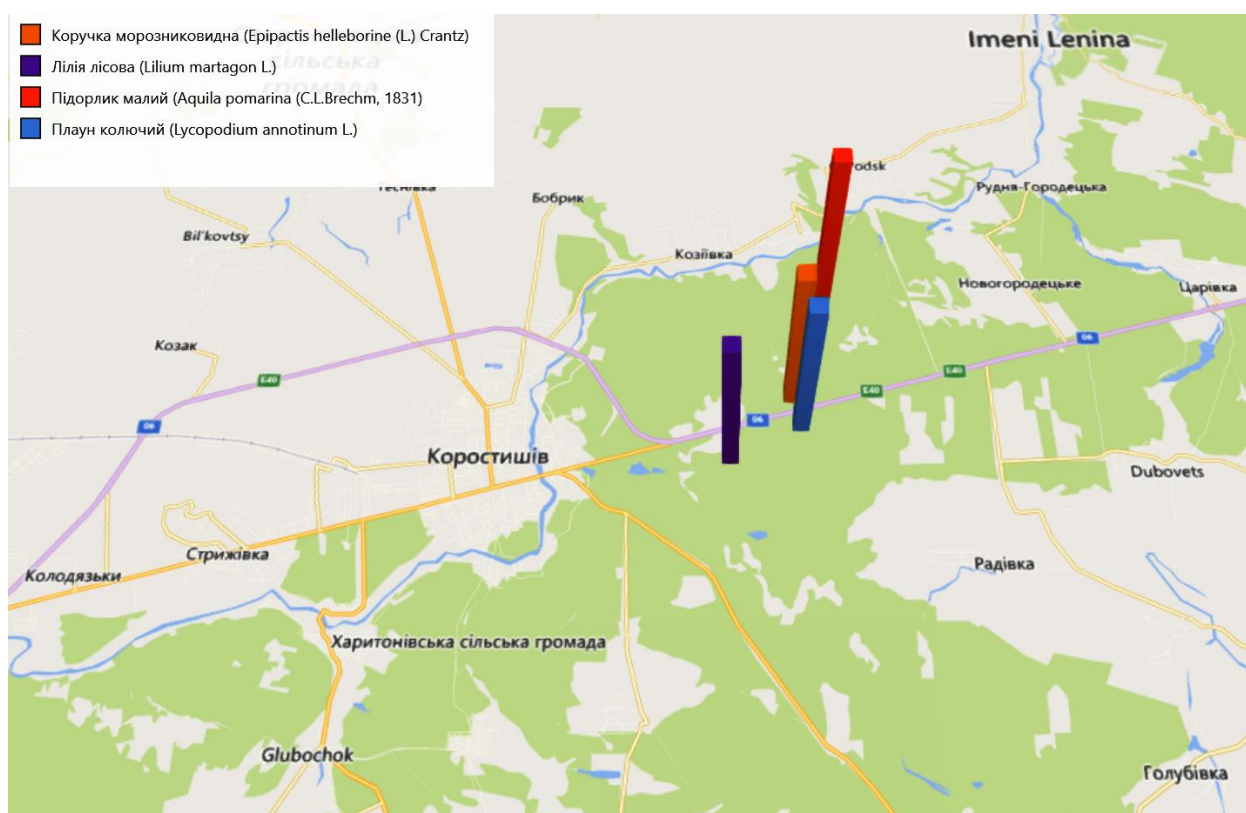 Коручка морозниковидна (Epipactis helleborine (L.) Crantz)
Лілія лісова (Lilium martagon L.)
Підорлик малий (Aquila pomarina (C.L.Brechm, 1831)
Плаун колючий (Lycopodium annotinum L.)
сільська
громада
Imeni Lenina
Рудня-Городецька
Бобрик
Bil'kovtsy
Козіївка
Новогородецьке
Царівка
Козак
E40
06
E40
E40
06
06
06
Коростишів
Dubovets
Стрижівка
Радівка
Колодязьки
Харитонівська сільська громада
Glubochok
Голубівка